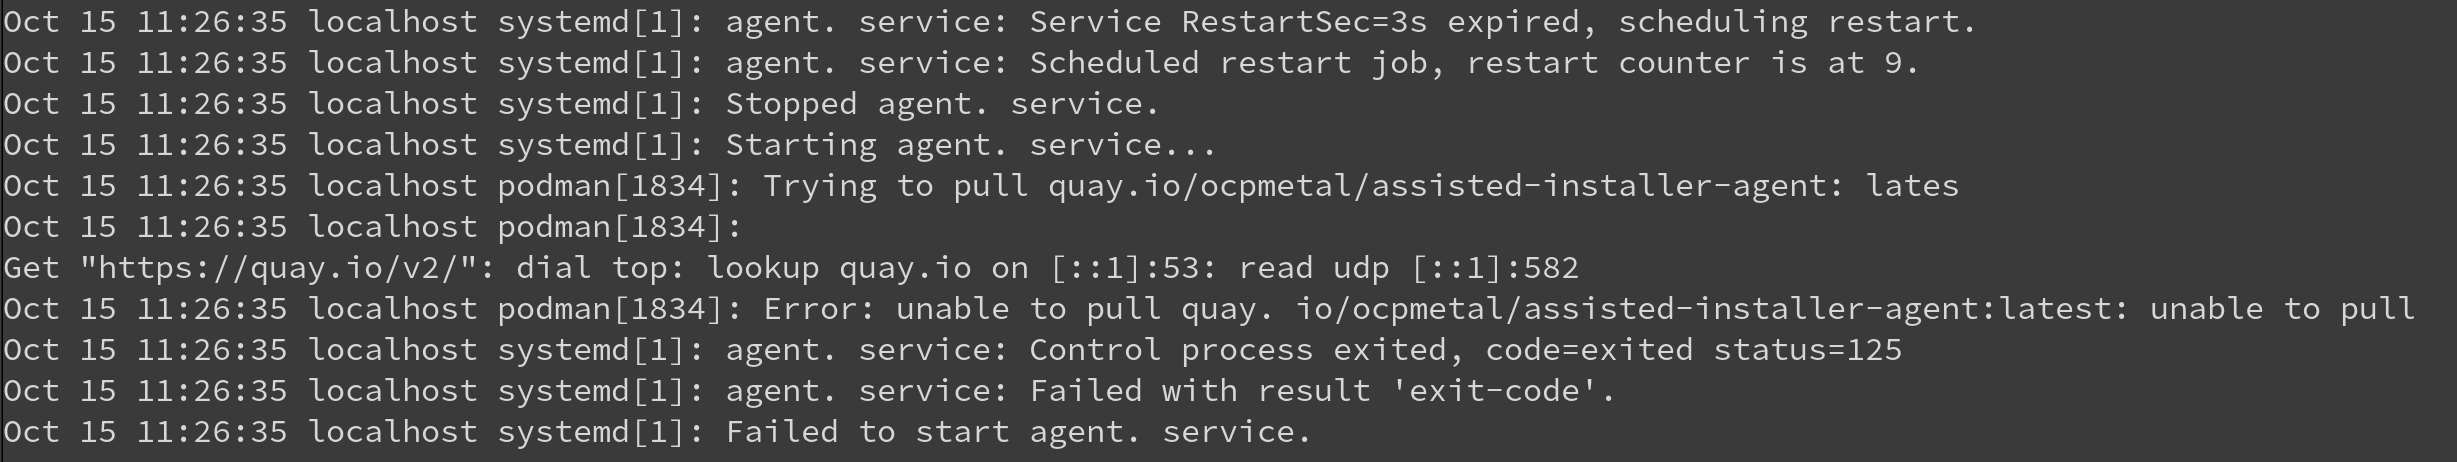 Oct 15 11:26:35 localhost systemd[1]: agent. service: Service RestartSec=3s expired, scheduling restart.
Oct 15 11:26:35 localhost systemd[1]: agent. service: Scheduled restart job, restart counter is at 9.
Oct 15 11:26:35 localhost systemd[1]: Stopped agent. service.
Oct 15 11:26:35 localhost systemd[1]: Starting agent. service...
Oct 15 11:26:35 localhost podman[1834]: Trying to pull quay.io/ocpmetal/assisted-installer-agent: lates
Oct 15 11:26:35 localhost podman[1834]:
Get "https://quay.io/v2/": dial top: lookup quay.io on [::1]:53: read udp [::1]:582
Oct 15 11:26:35 localhost podman[1834]: Error: unable to pull quay. io/ocpmetal/assisted-installer-agent:latest: unable to pull
Oct 15 11:26:35 localhost systemd[1]: agent. service: Control process exited, code=exited status=125
Oct 15 11:26:35 localhost systemd[1]: agent. service: Failed with result 'exit-code'.
Oct 15 11:26:35 localhost systemd[1]: Failed to start agent. service.